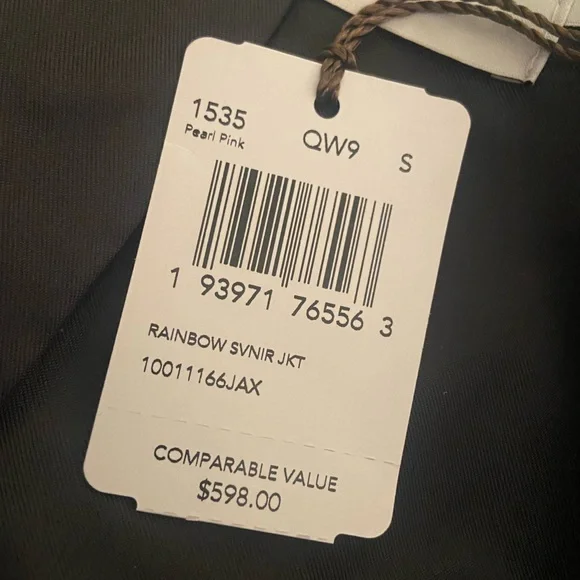 1535 QW9 S
Pearl Pink
1 93971 76556 3
RAINBOW SVNIR JKT
10011166JAX
COMPARABLE VALUE
$598.00